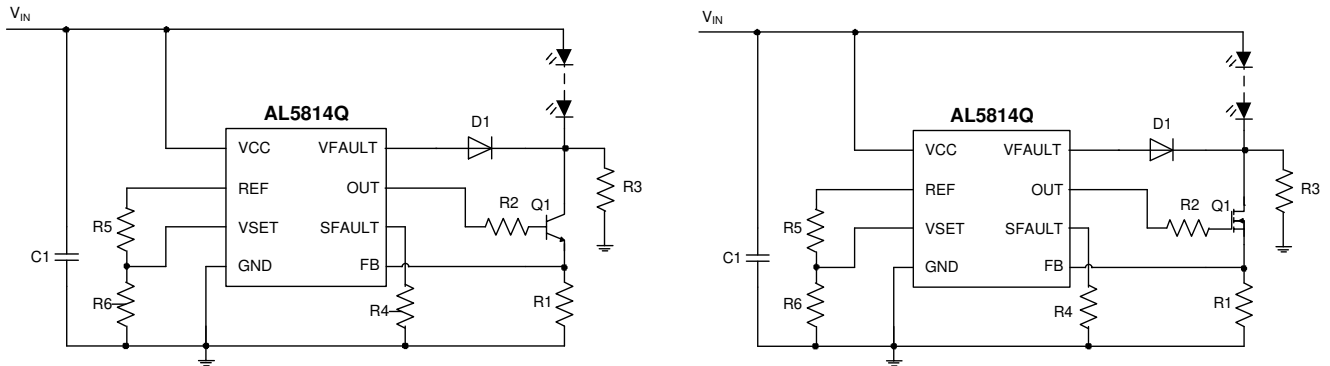 VIN
AL5814Q
D1
VCC VFAULT
REF OUT
VSET SFAULT
GND FB
R2
Q1
R3
R5
C1
R6
R4
R1
VIN
AL5814Q
D1
VCC VFAULT
REF OUT
VSET SFAULT
GND FB
R2
Q1
R3
R5
C1
R6
R4
R1